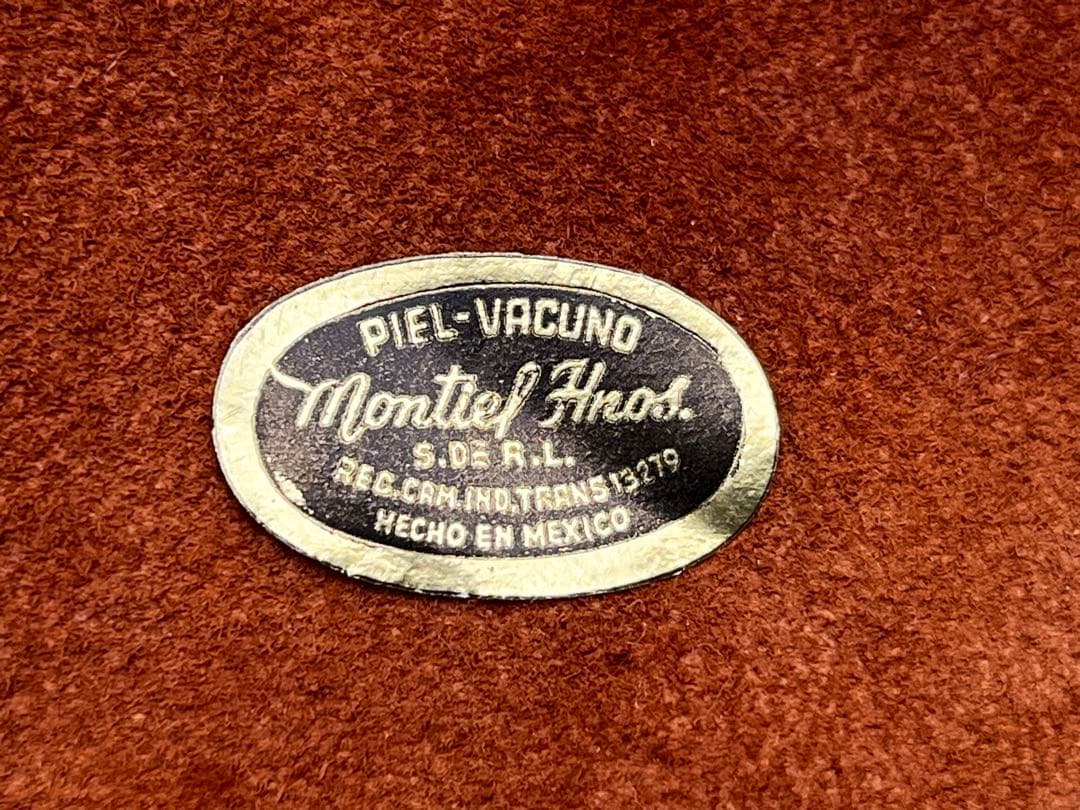 PIEL-VACUNO
Montiel Hnos.
S. DE R.L.
REG.CAM.IND.TRANS 13279
HECHO EN MEXICO